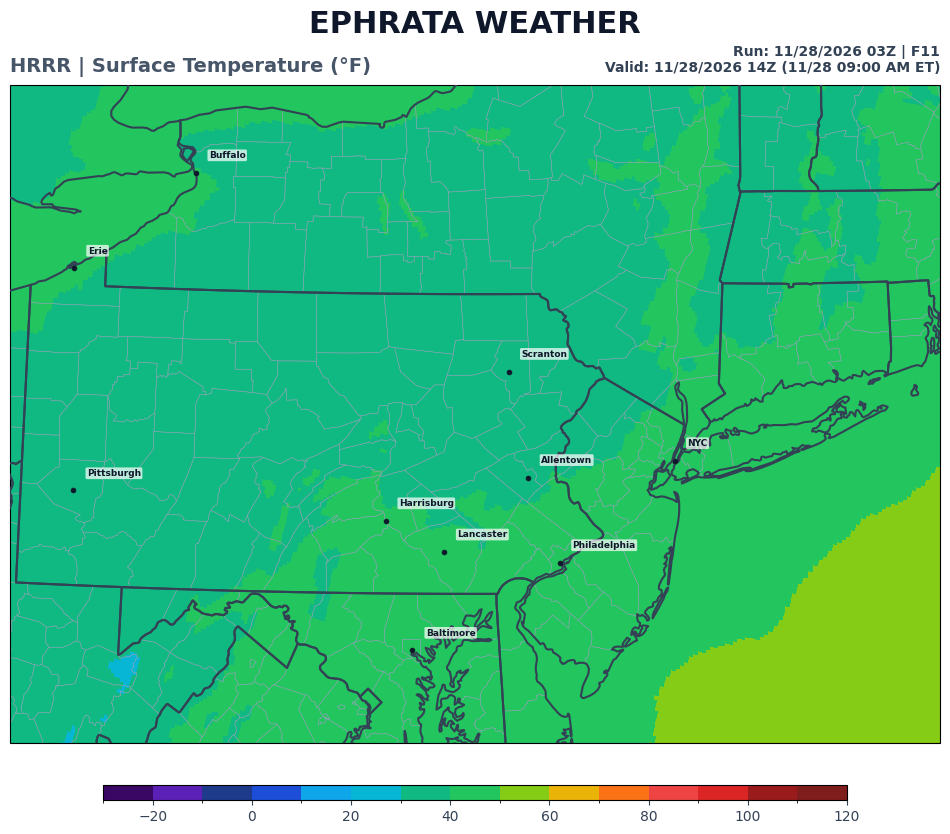 EPHRATA WEATHER
HRRR | Surface Temperature (°F)
Run: 11/28/2026 03Z | F11
Valid: 11/28/2026 14Z (11/28 09:00 AM ET)
Buffalo
Erie
Scranton
NYC
Allentown
Pittsburgh
Harrisburg
Lancaster
Philadelphia
Baltimore
−20 0 20 40 60 80 100 120